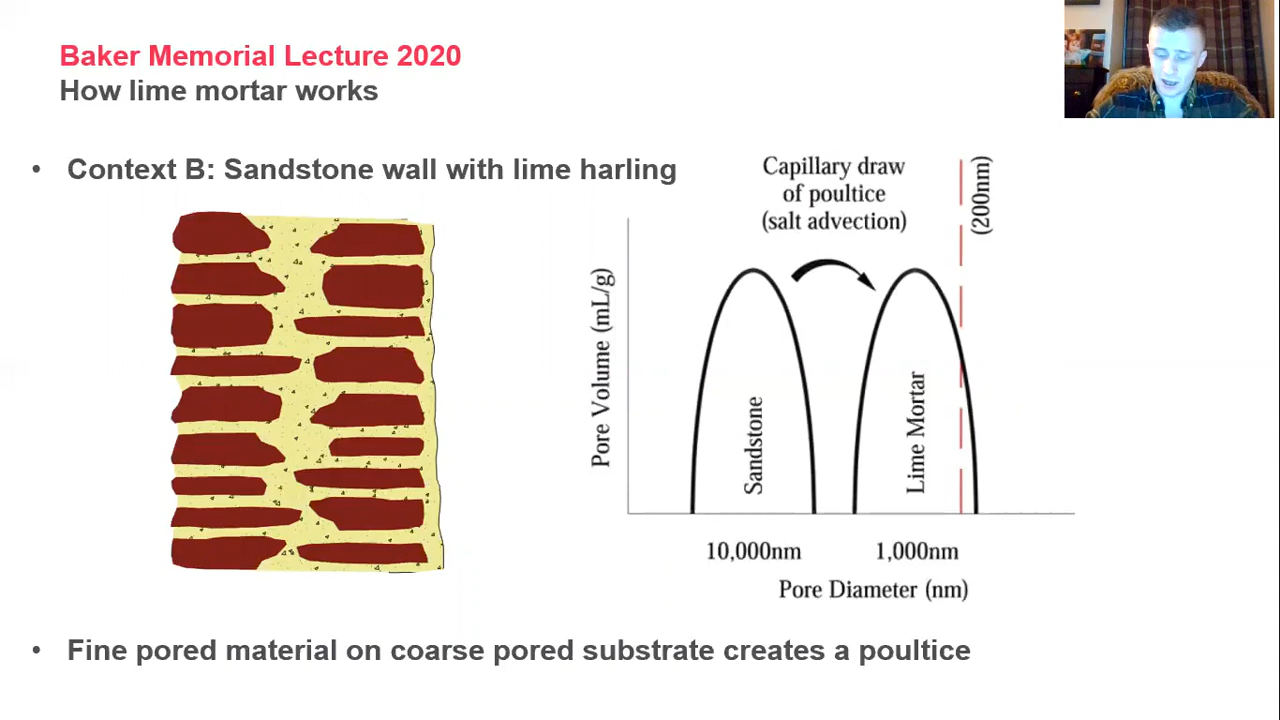 Baker Memorial Lecture 2020
How lime mortar works
• Context B: Sandstone wall with lime harling
Capillary draw
of poultice
(salt advection)
(200nm)
Pore Volume (mL/g)
Sandstone
Lime Mortar
10,000nm
1,000nm
Pore Diameter (nm)
• Fine pored material on coarse pored substrate creates a poultice